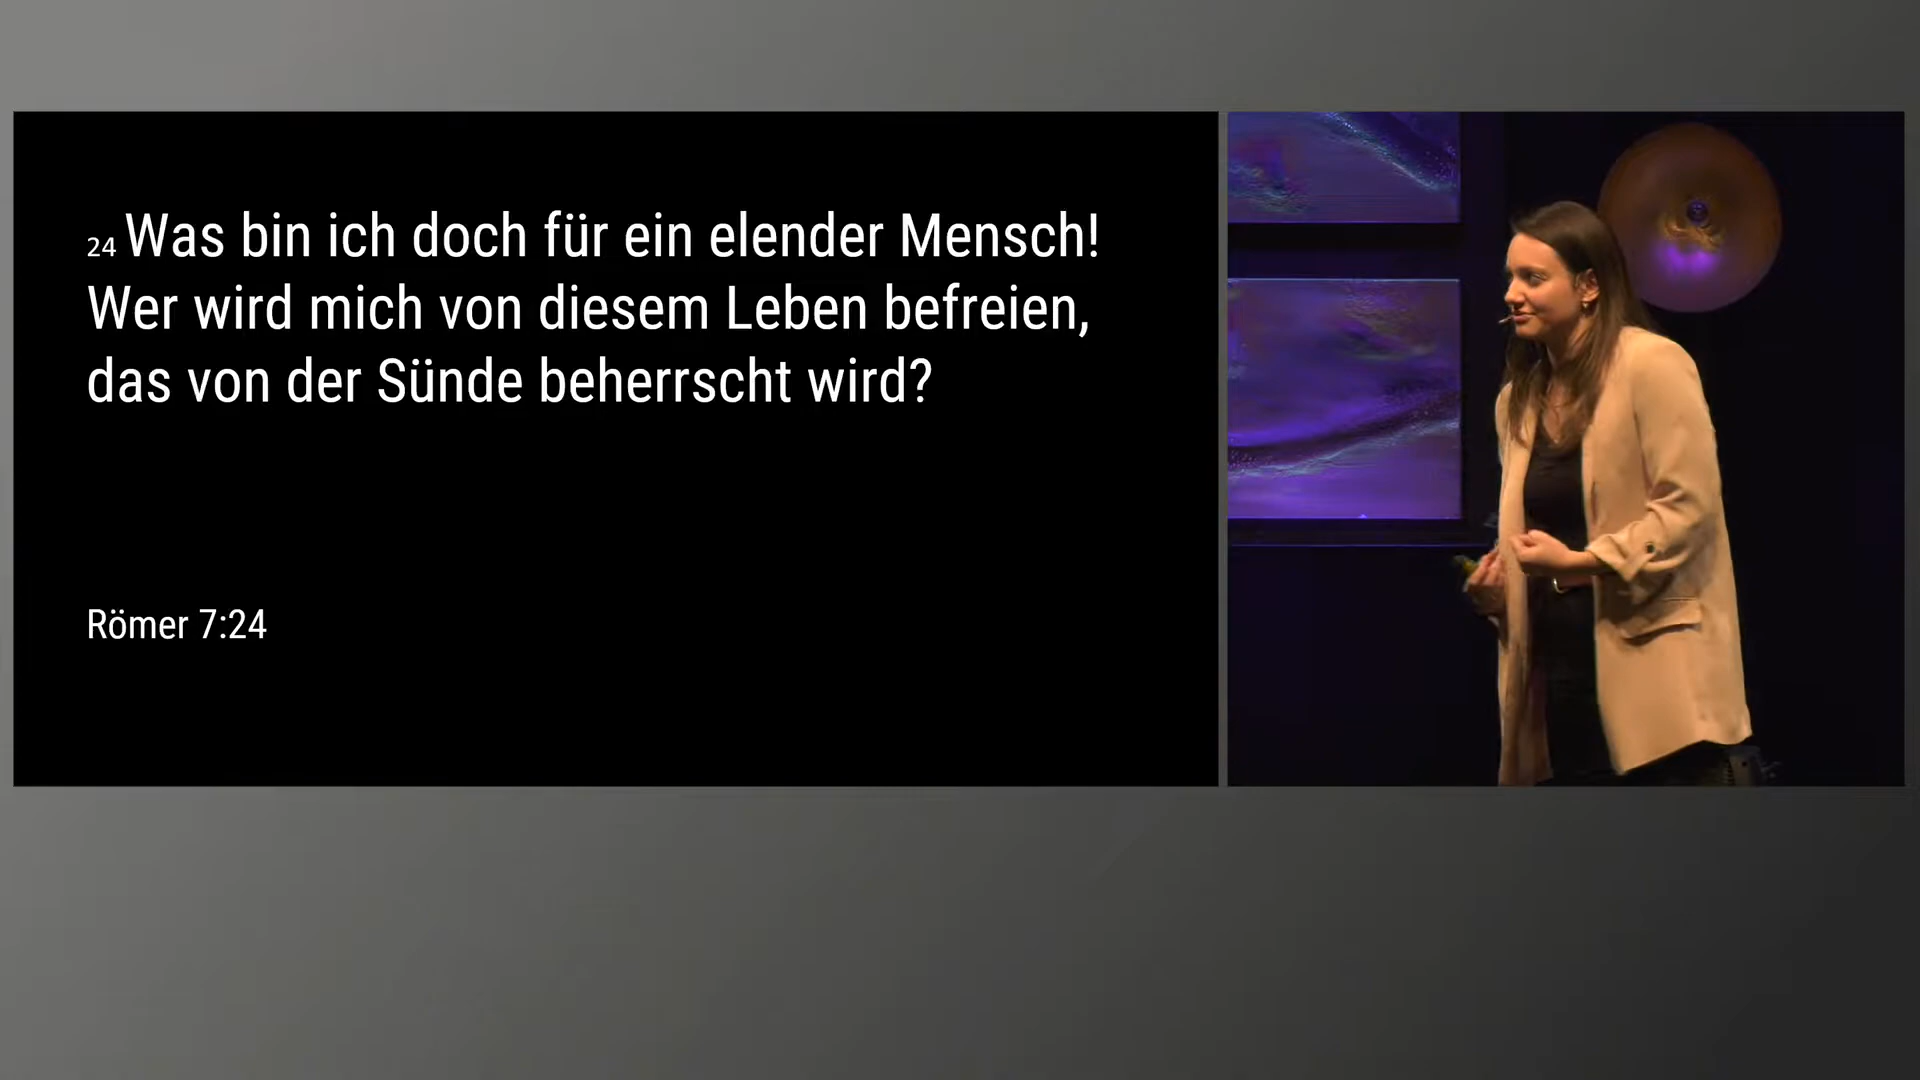 24 Was bin ich doch für ein elender Mensch!
Wer wird mich von diesem Leben befreien,
das von der Sünde beherrscht wird?
Römer 7:24